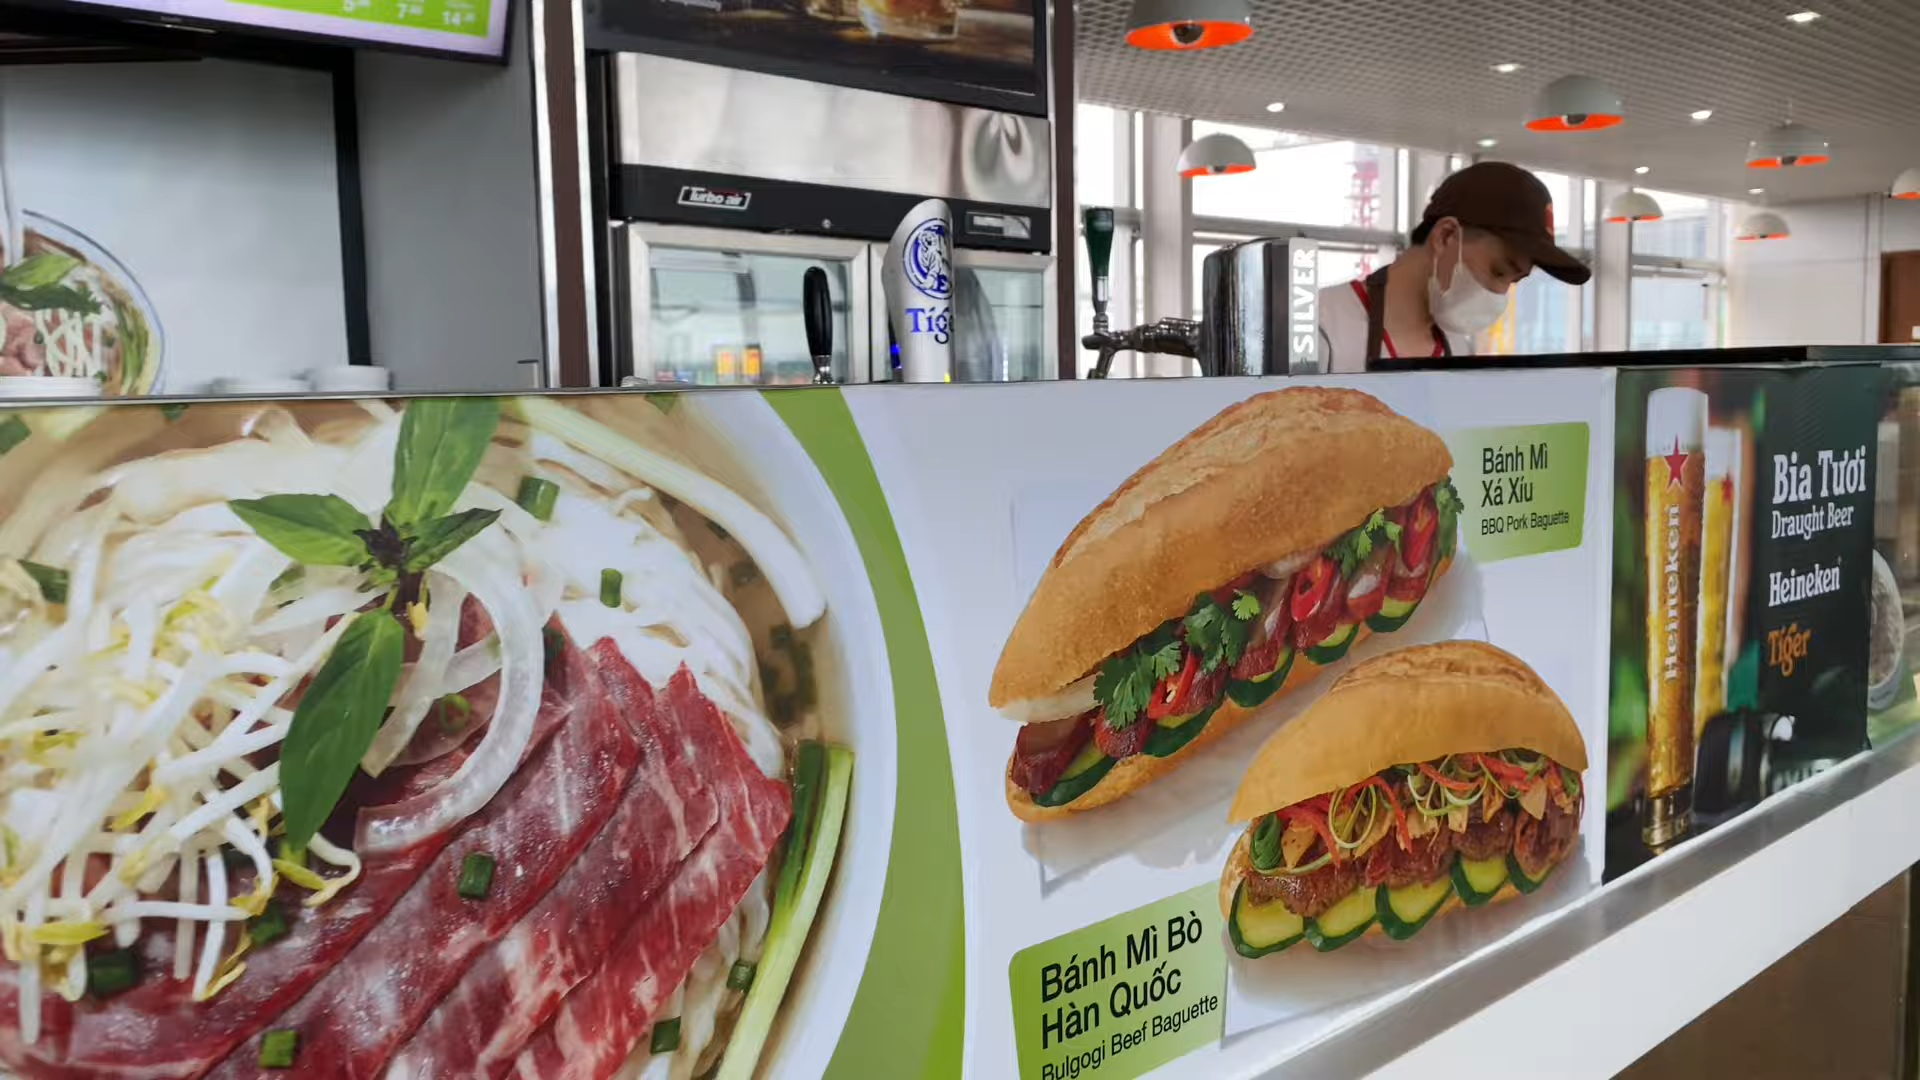 Turbo air
Tiger
SILVER
Bánh Mì
Xá Xíu
BBQ Pork Baguette
Bánh Mì Bò
Hàn Quốc
Bulgogi Beef Baguette
Heineken
Bia Tươi
Draught Beer
Heineken
Tiger